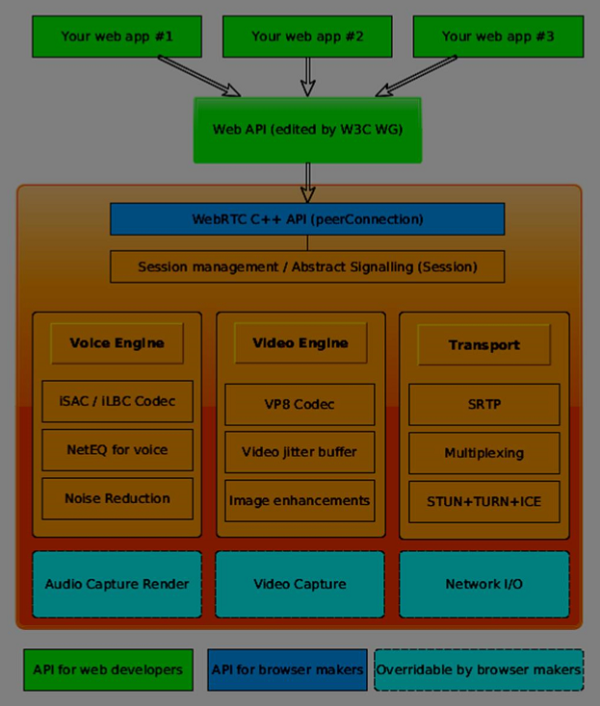 Your web app #1
Your web app #2
Your web app #3
Web API (edited by W3C WG)
WebRTC C++ API (peerConnection)
Session management / Abstract Signalling (Session)
Voice Engine
iSAC / iLBC Codec
NetEQ for voice
Noise Reduction
Video Engine
VP8 Codec
Video jitter buffer
Image enhancements
Transport
SRTP
Multiplexing
STUN+TURN+ICE
Audio Capture Render
Video Capture
Network I/O
API for web developers
API for browser makers
Overridable by browser makers